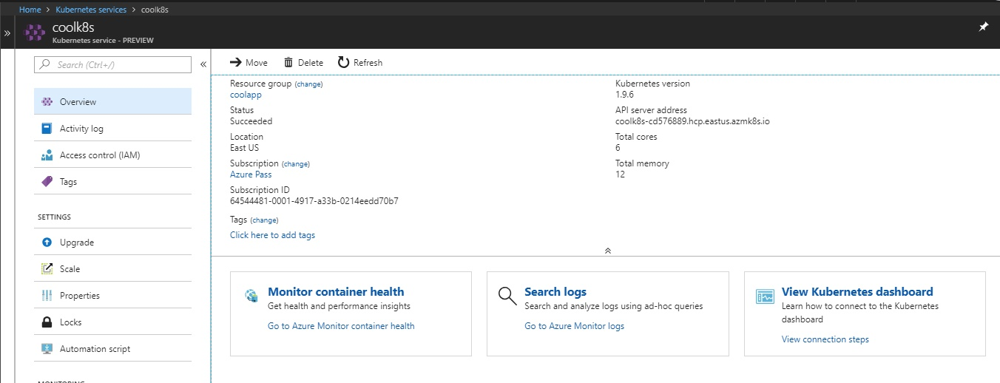 Home > Kubernetes services > coolk8s
coolk8s
Kubernetes service - PREVIEW
Search (Ctrl+/)
Overview
Activity log
Access control (IAM)
Tags
SETTINGS
Upgrade
Scale
Properties
Locks
Automation script
MONITORING
Move Delete Refresh
Resource group (change)
coolapp
Status
Succeeded
Location
East US
Subscription (change)
Azure Pass
Subscription ID
64544481-0001-4917-a33b-0214eedd70b7
Tags (change)
Click here to add tags
Kubernetes version
1.9.6
API server address
coolk8s-cd576889.hcp.eastus.azmk8s.io
Total cores
6
Total memory
12
Monitor container health
Get health and performance insights
Go to Azure Monitor container health
Search logs
Search and analyze logs using ad-hoc queries
Go to Azure Monitor logs
View Kubernetes dashboard
Learn how to connect to the Kubernetes
dashboard
View connection steps